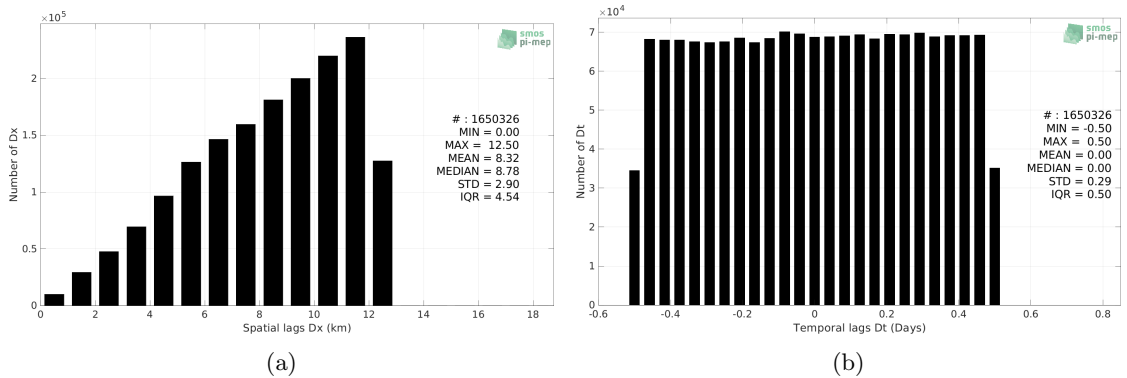 ×10⁵
smos
pi-mep
2
1.5
1
0.5
0
Number of Dx
# : 1650326
MIN = 0.00
MAX = 12.50
MEAN = 8.32
MEDIAN = 8.78
STD = 2.90
IQR = 4.54
0 2 4 6 8 10 12 14 16 18
Spatial lags Dx (km)
(a)
×10⁴
smos
pi-mep
7
6
5
4
3
2
1
0
Number of Dt
# : 1650326
MIN = -0.50
MAX = 0.50
MEAN = 0.00
MEDIAN = 0.00
STD = 0.29
IQR = 0.50
-0.6 -0.4 -0.2 0 0.2 0.4 0.6 0.8
Temporal lags Dt (Days)
(b)